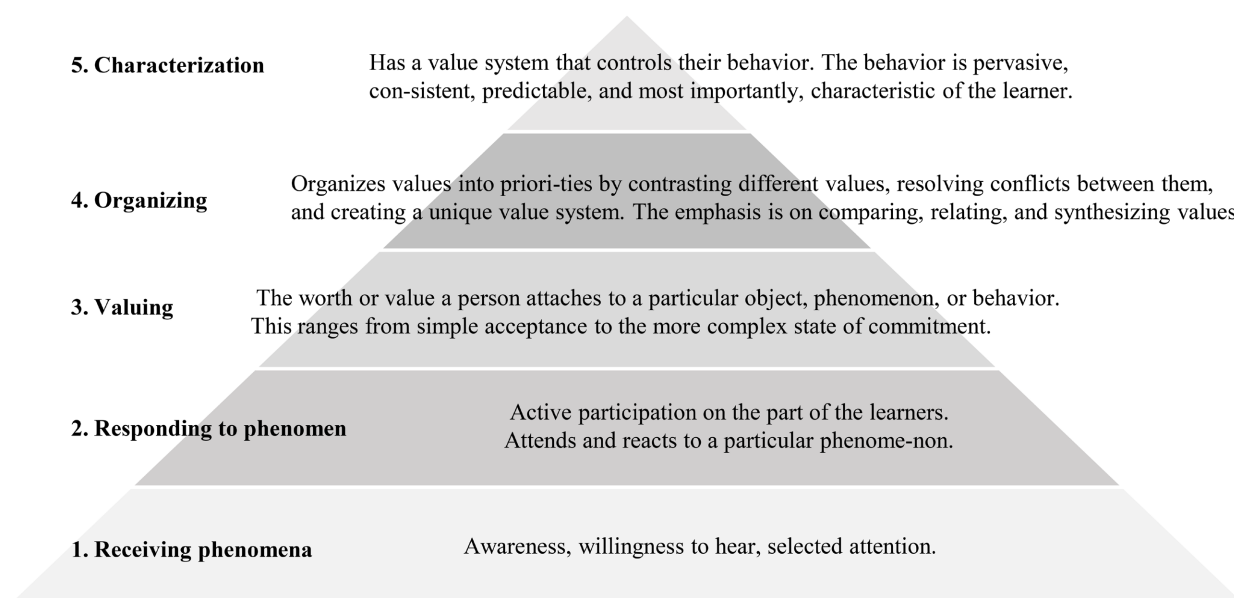 5. Characterization
Has a value system that controls their behavior. The behavior is pervasive,
con-sistent, predictable, and most importantly, characteristic of the learner.
4. Organizing
Organizes values into priori-ties by contrasting different values, resolving conflicts between them,
and creating a unique value system. The emphasis is on comparing, relating, and synthesizing values
3. Valuing
The worth or value a person attaches to a particular object, phenomenon, or behavior.
This ranges from simple acceptance to the more complex state of commitment.
2. Responding to phenomen
Active participation on the part of the learners.
Attends and reacts to a particular phenome-non.
1. Receiving phenomena
Awareness, willingness to hear, selected attention.